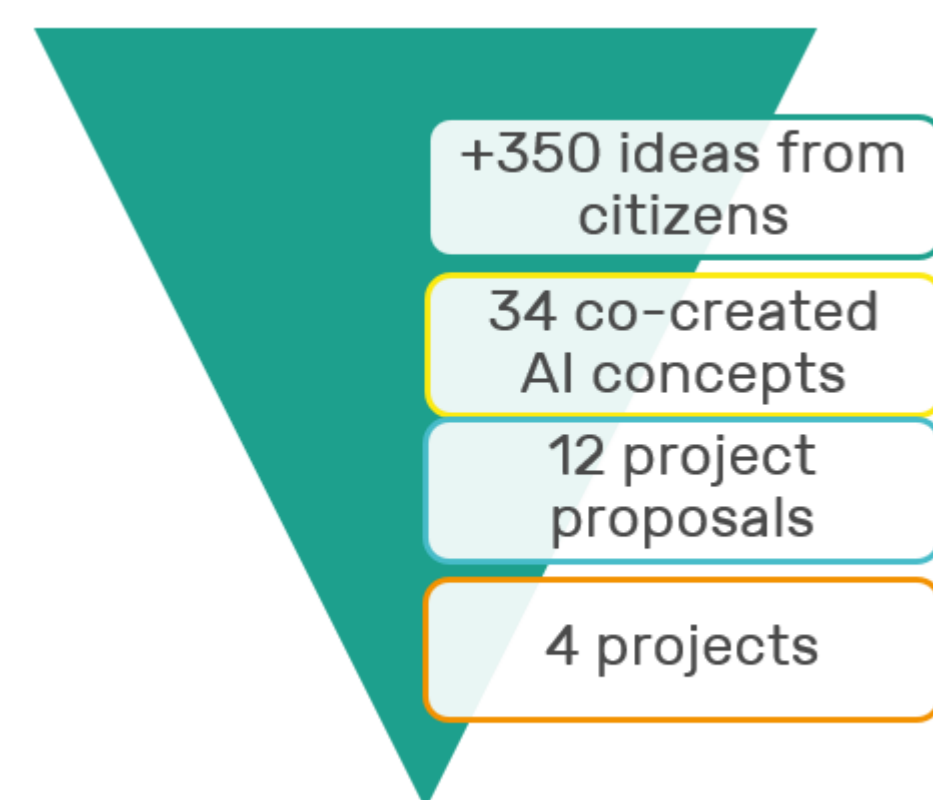 +350 ideas from
citizens
34 co-created
AI concepts
12 project
proposals
4 projects